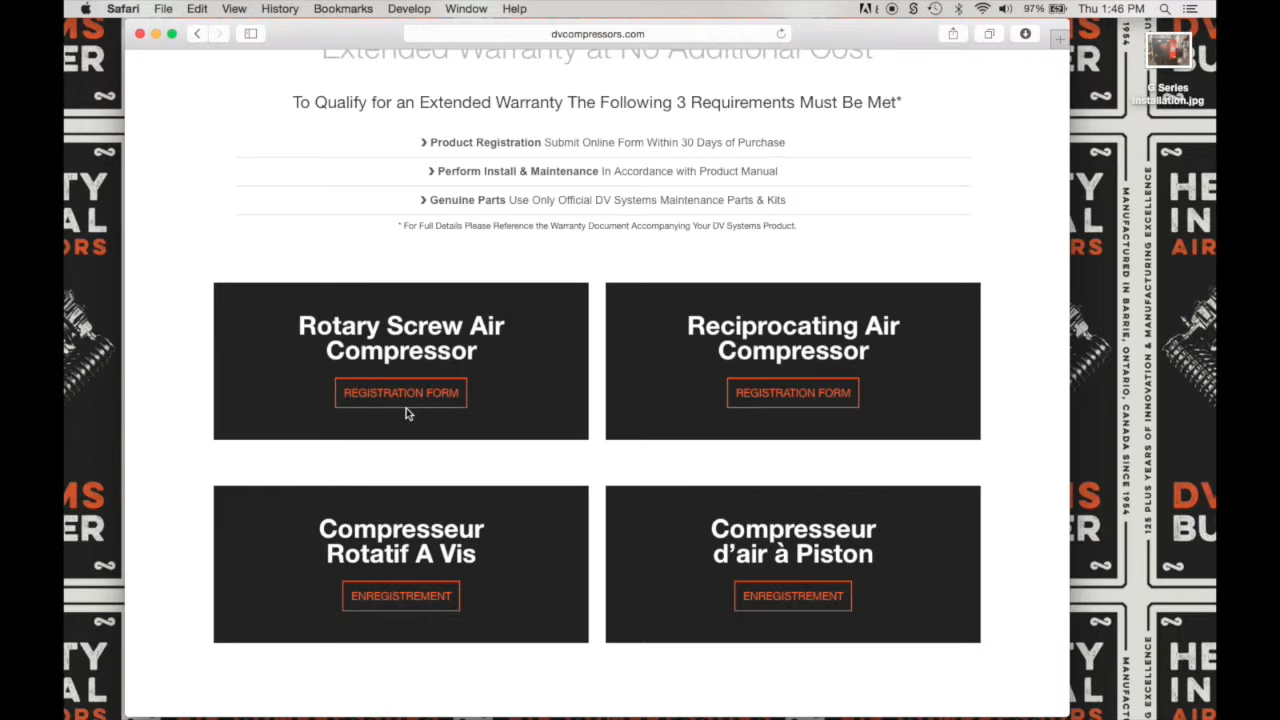 Safari File Edit View History Bookmarks Develop Window Help
97% Thu 1:46 PM
dvcompressors.com
G Series
Installation.jpg
Extended Warranty at No Additional Cost
To Qualify for an Extended Warranty The Following 3 Requirements Must Be Met*
❯ Product Registration Submit Online Form Within 30 Days of Purchase
❯ Perform Install & Maintenance In Accordance with Product Manual
❯ Genuine Parts Use Only Official DV Systems Maintenance Parts & Kits
* For Full Details Please Reference the Warranty Document Accompanying Your DV Systems Product.
Rotary Screw Air
Compressor
REGISTRATION FORM
Reciprocating Air
Compressor
REGISTRATION FORM
Compresseur
Rotatif A Vis
ENREGISTREMENT
Compresseur
d’air à Piston
ENREGISTREMENT
MANUFACTURED IN BARRIE, ONTARIO, CANADA SINCE 1954
125 PLUS YEARS OF INNOVATION & MANUFACTURING EXCELLENCE